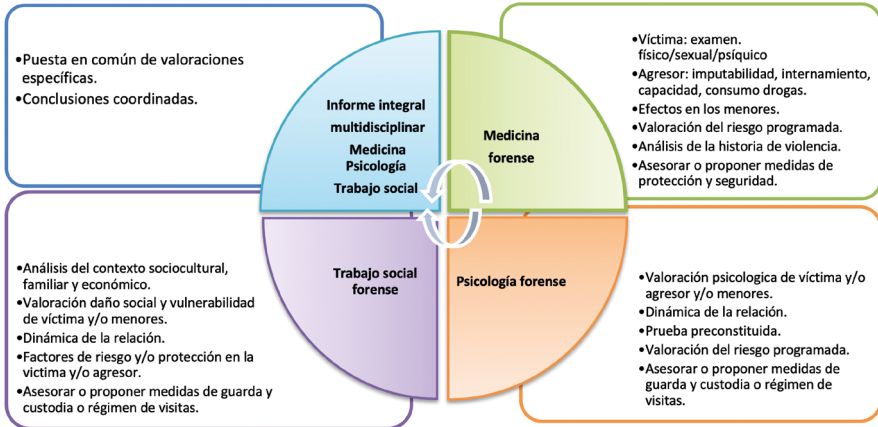 •Puesta en común de valoraciones
específicas.
•Conclusiones coordinadas.
Informe integral
multidisciplinar
Medicina
Psicología
Trabajo social
Medicina
forense
•Víctima: examen.
físico/sexual/psíquico
•Agresor: imputabilidad, internamiento,
capacidad, consumo drogas.
•Efectos en los menores.
•Valoración del riesgo programada.
•Análisis de la historia de violencia.
•Asesorar o proponer medidas de
protección y seguridad.
•Análisis del contexto sociocultural,
familiar y económico.
•Valoración daño social y vulnerabilidad
de víctima y/o menores.
•Dinámica de la relación.
•Factores de riesgo y/o protección en la
victima y/o agresor.
•Asesorar o proponer medidas de guarda y
custodia o régimen de visitas.
Trabajo social
forense
Psicología forense
•Valoración psicologica de víctima y/o
agresor y/o menores.
•Dinámica de la relación.
•Prueba preconstituida.
•Valoración del riesgo programada.
•Asesorar o proponer medidas de
guarda y custodia o régimen de
visitas.